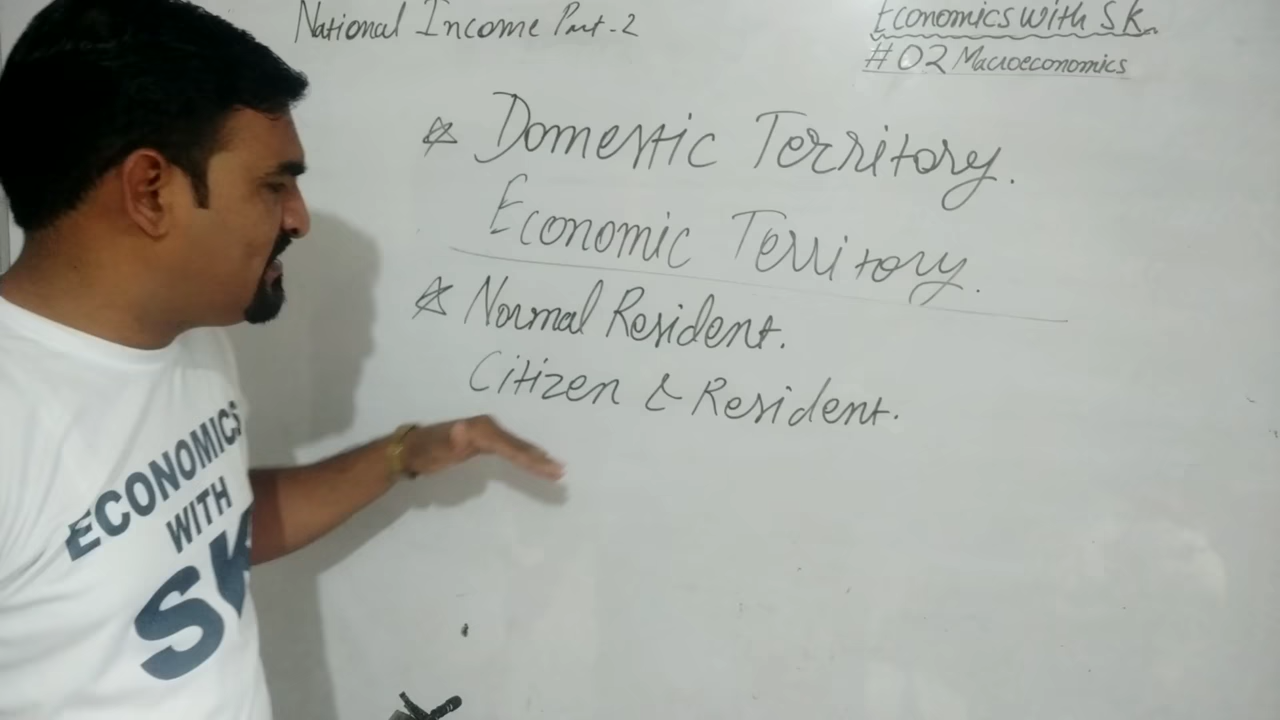 National Income Part-2
Economics with SK.
#02 Macroeconomics
☆ Domestic Territory.
Economic Territory.
☆ Normal Resident.
Citizen & Resident.
ECONOMICS
WITH
SK